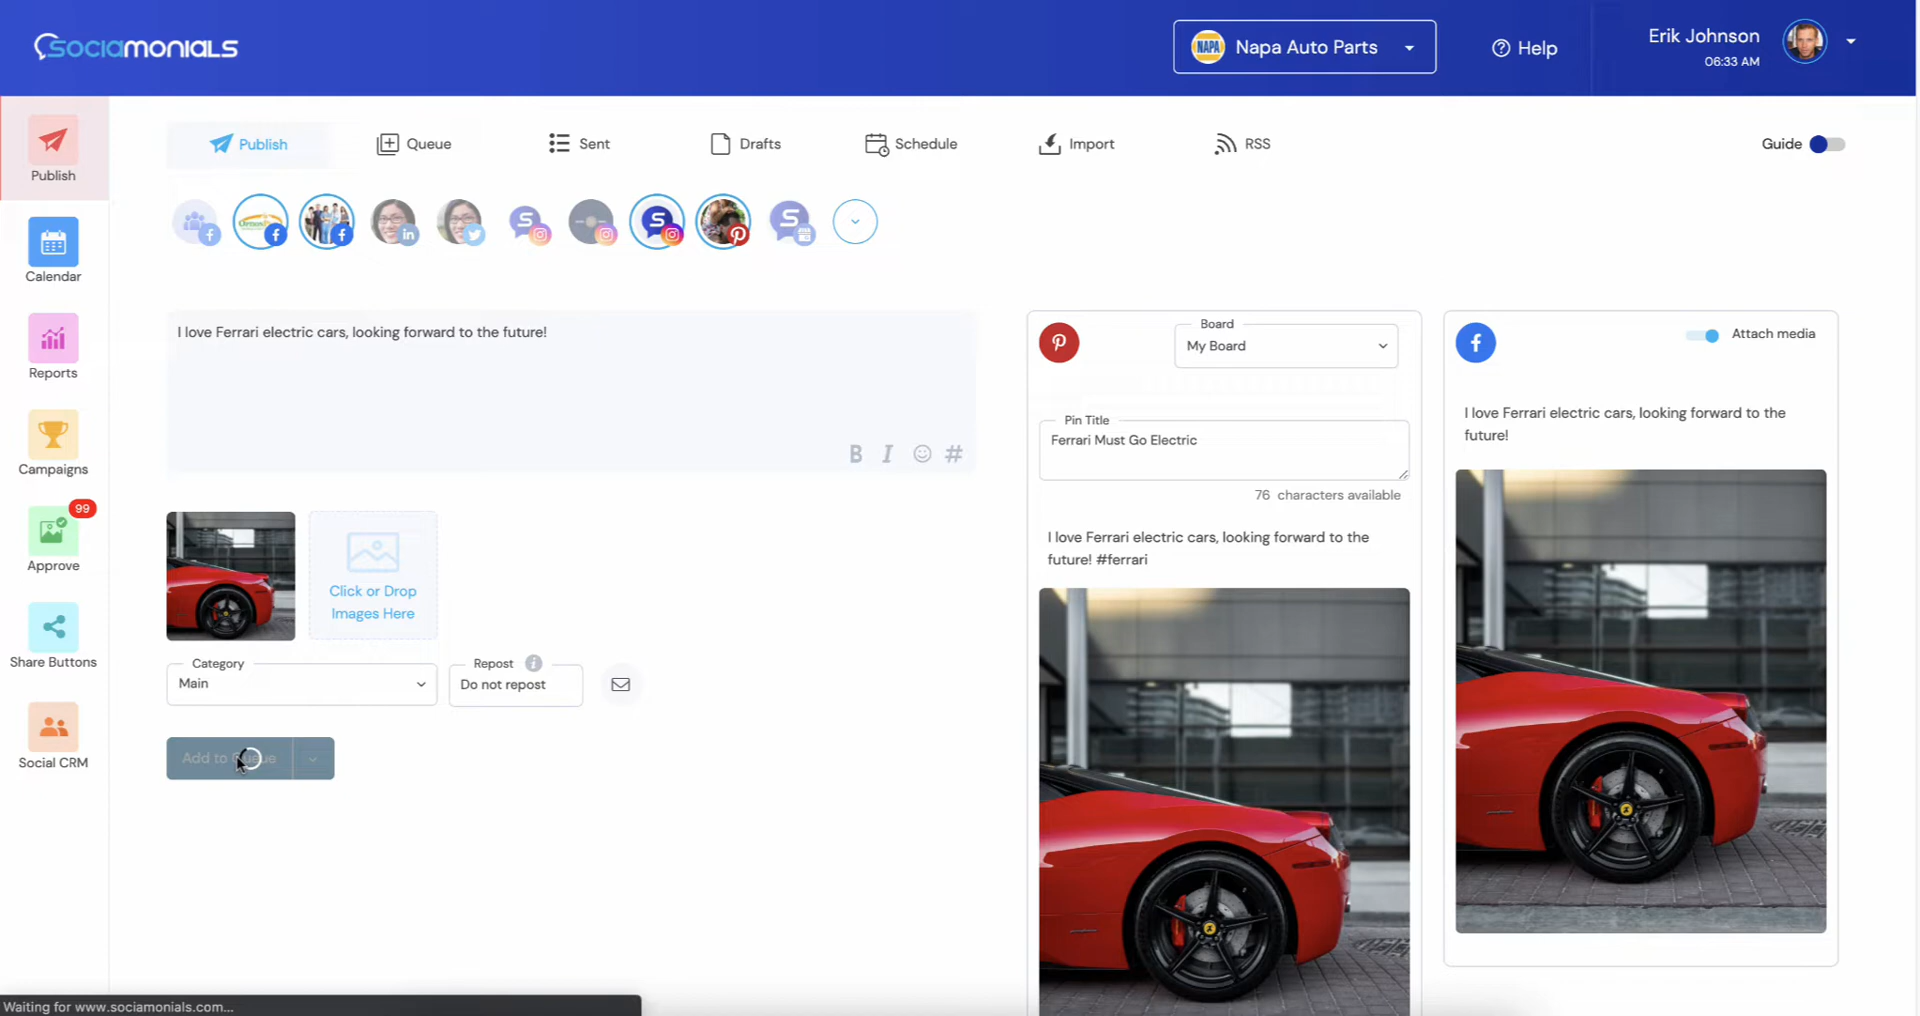 SOCIAMONIALS
NAPA
Napa Auto Parts
Help
Erik Johnson
06:33 AM
Publish
Queue
Sent
Drafts
Schedule
Import
RSS
Guide
Publish
Calendar
Reports
Campaigns
99
Approve
Share Buttons
Social CRM
I love Ferrari electric cars, looking forward to the future!
B I #
Click or Drop
Images Here
Category
Main
Repost
Do not repost
Add to Queue
Board
My Board
Pin Title
Ferrari Must Go Electric
76 characters available
I love Ferrari electric cars, looking forward to the
future! #ferrari
Attach media
I love Ferrari electric cars, looking forward to the
future!
Waiting for www.sociamonials.com...